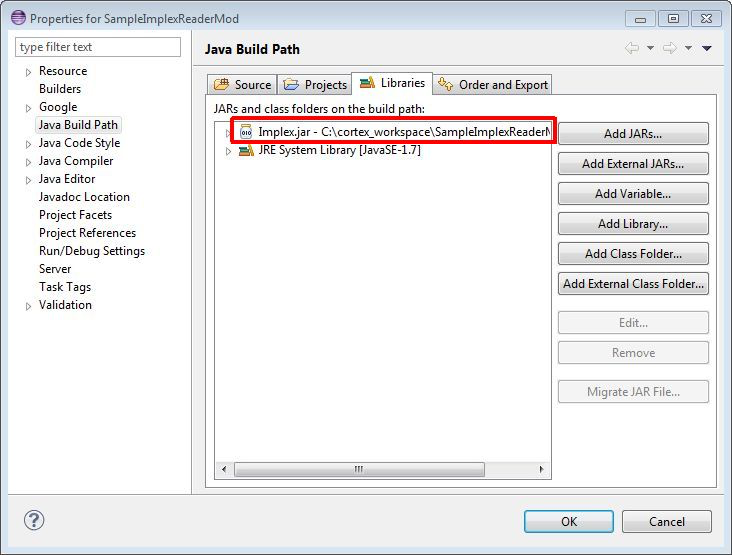 Properties for SampleImplexReaderMod
type filter text
Resource
Builders
Google
Java Build Path
Java Code Style
Java Compiler
Java Editor
Javadoc Location
Project Facets
Project References
Run/Debug Settings
Server
Task Tags
Validation
Java Build Path
Source
Projects
Libraries
Order and Export
JARs and class folders on the build path:
Implex.jar - C:\cortex_workspace\SampleImplexReaderM
JRE System Library [JavaSE-1.7]
Add JARs...
Add External JARs...
Add Variable...
Add Library...
Add Class Folder...
Add External Class Folder...
Edit...
Remove
Migrate JAR File...
?
OK
Cancel